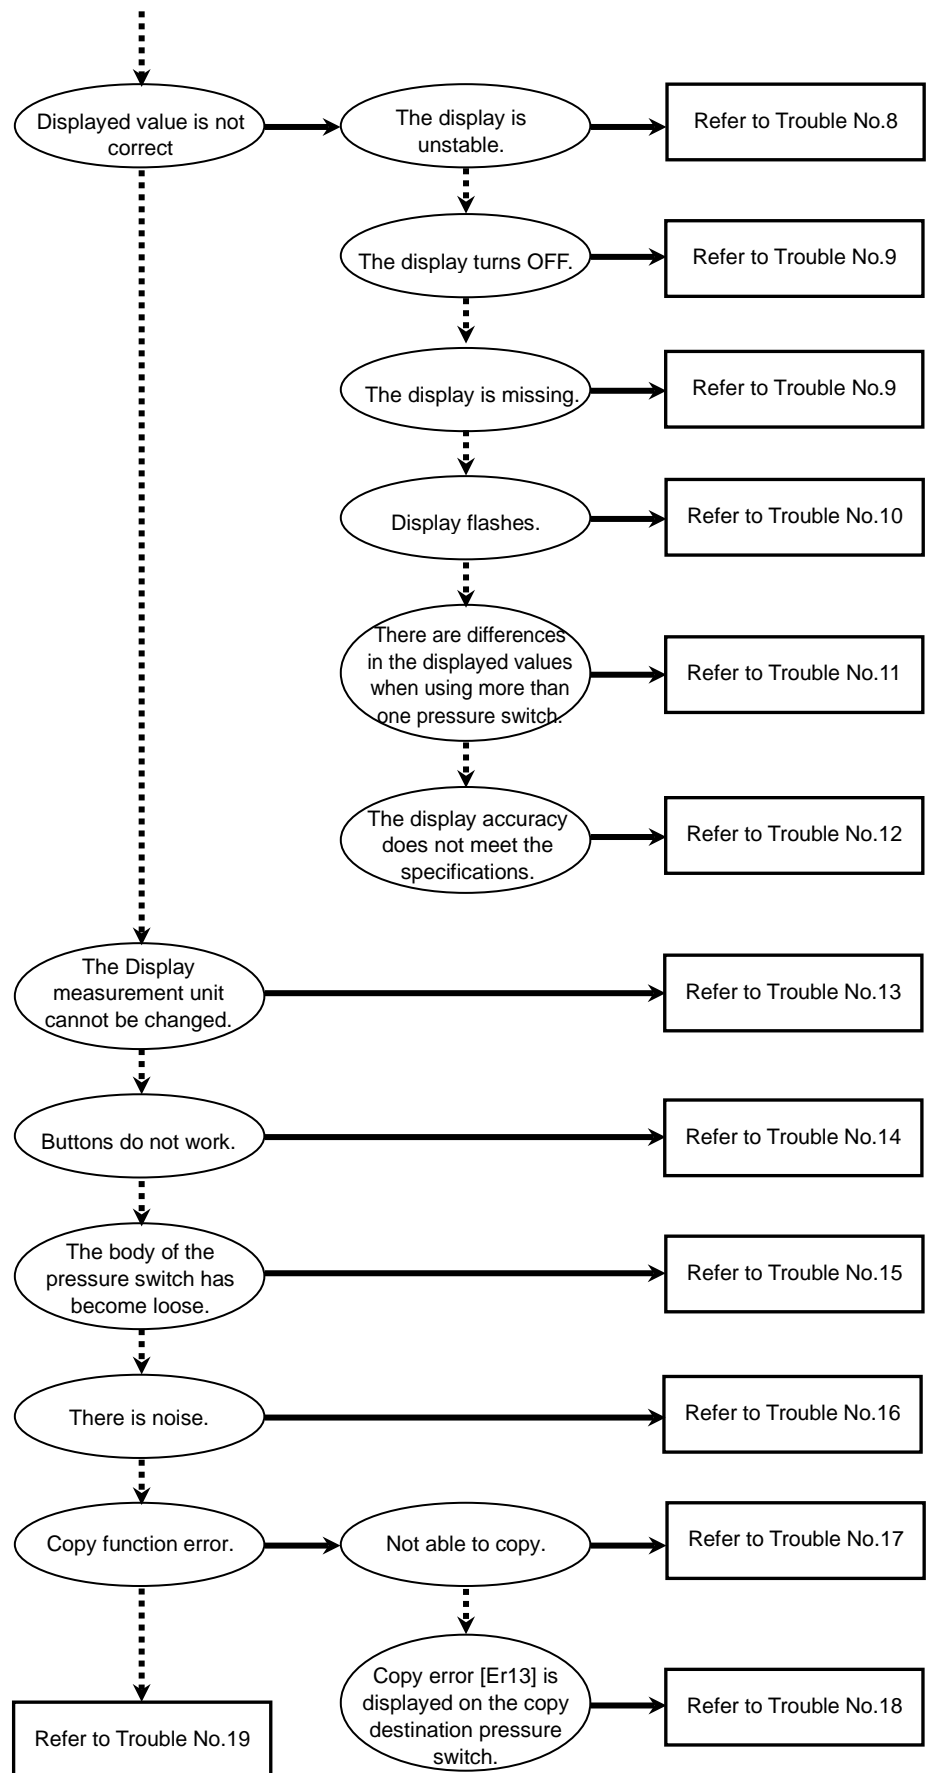 Displayed value is not
correct
The display is
unstable.
Refer to Trouble No.8
The display turns OFF.
Refer to Trouble No.9
The display is missing.
Refer to Trouble No.9
Display flashes.
Refer to Trouble No.10
There are differences
in the displayed values
when using more than
one pressure switch.
Refer to Trouble No.11
The display accuracy
does not meet the
specifications.
Refer to Trouble No.12
The Display
measurement unit
cannot be changed.
Refer to Trouble No.13
Buttons do not work.
Refer to Trouble No.14
The body of the
pressure switch has
become loose.
Refer to Trouble No.15
There is noise.
Refer to Trouble No.16
Copy function error.
Not able to copy.
Refer to Trouble No.17
Copy error [Er13] is
displayed on the copy
destination pressure
switch.
Refer to Trouble No.18
Refer to Trouble No.19